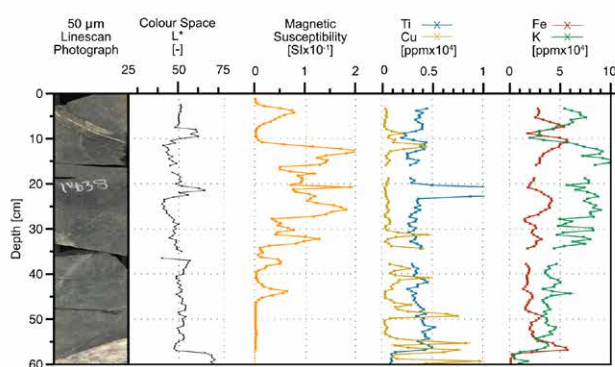 50 µm
Linescan
Photograph
Colour Space
L*
[-]
Magnetic
Susceptibility
[SIx10-1]
Ti
Cu
[ppmx10⁴]
Fe
K
[ppmx10⁴]
25 50 75
0 1 2
0 0.5 1
0 5 10
Depth [cm]
0
10
20
30
40
50
60